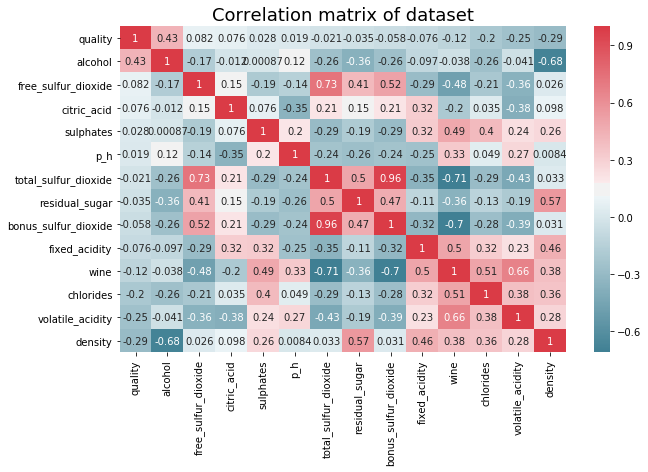 Correlation matrix of dataset
quality 1 0.43 0.082 0.076 0.028 0.019 -0.021 -0.035 -0.058 -0.076 -0.12 -0.2 -0.25 -0.29
alcohol 0.43 1 -0.17 -0.012 0.00087 0.12 -0.26 -0.36 -0.26 -0.097 -0.038 -0.26 -0.041 -0.68
free_sulfur_dioxide 0.082 -0.17 1 0.15 -0.19 -0.14 0.73 0.41 0.52 -0.29 -0.48 -0.21 -0.36 0.026
citric_acid 0.076 -0.012 0.15 1 0.076 -0.35 0.21 0.15 0.21 0.32 -0.2 0.035 -0.38 0.098
sulphates 0.028 0.00087 -0.19 0.076 1 0.2 -0.29 -0.19 -0.29 0.32 0.49 0.4 0.24 0.26
p_h 0.019 0.12 -0.14 -0.35 0.2 1 -0.24 -0.26 -0.24 -0.25 0.33 0.049 0.27 0.0084
total_sulfur_dioxide -0.021 -0.26 0.73 0.21 -0.29 -0.24 1 0.5 0.96 -0.35 -0.71 -0.29 -0.43 0.033
residual_sugar -0.035 -0.36 0.41 0.15 -0.19 -0.26 0.5 1 0.47 -0.11 -0.36 -0.13 -0.19 0.57
bonus_sulfur_dioxide -0.058 -0.26 0.52 0.21 -0.29 -0.24 0.96 0.47 1 -0.32 -0.7 -0.28 -0.39 0.031
fixed_acidity -0.076 -0.097 -0.29 0.32 0.32 -0.25 -0.35 -0.11 -0.32 1 0.5 0.32 0.23 0.46
wine -0.12 -0.038 -0.48 -0.2 0.49 0.33 -0.71 -0.36 -0.7 0.5 1 0.51 0.66 0.38
chlorides -0.2 -0.26 -0.21 0.035 0.4 0.049 -0.29 -0.13 -0.28 0.32 0.51 1 0.38 0.36
volatile_acidity -0.25 -0.041 -0.36 -0.38 0.24 0.27 -0.43 -0.19 -0.39 0.23 0.66 0.38 1 0.28
density -0.29 -0.68 0.026 0.098 0.26 0.0084 0.033 0.57 0.031 0.46 0.38 0.36 0.28 1
quality
alcohol
free_sulfur_dioxide
citric_acid
sulphates
p_h
total_sulfur_dioxide
residual_sugar
bonus_sulfur_dioxide
fixed_acidity
wine
chlorides
volatile_acidity
density
0.9
0.6
0.3
0.0
-0.3
-0.6